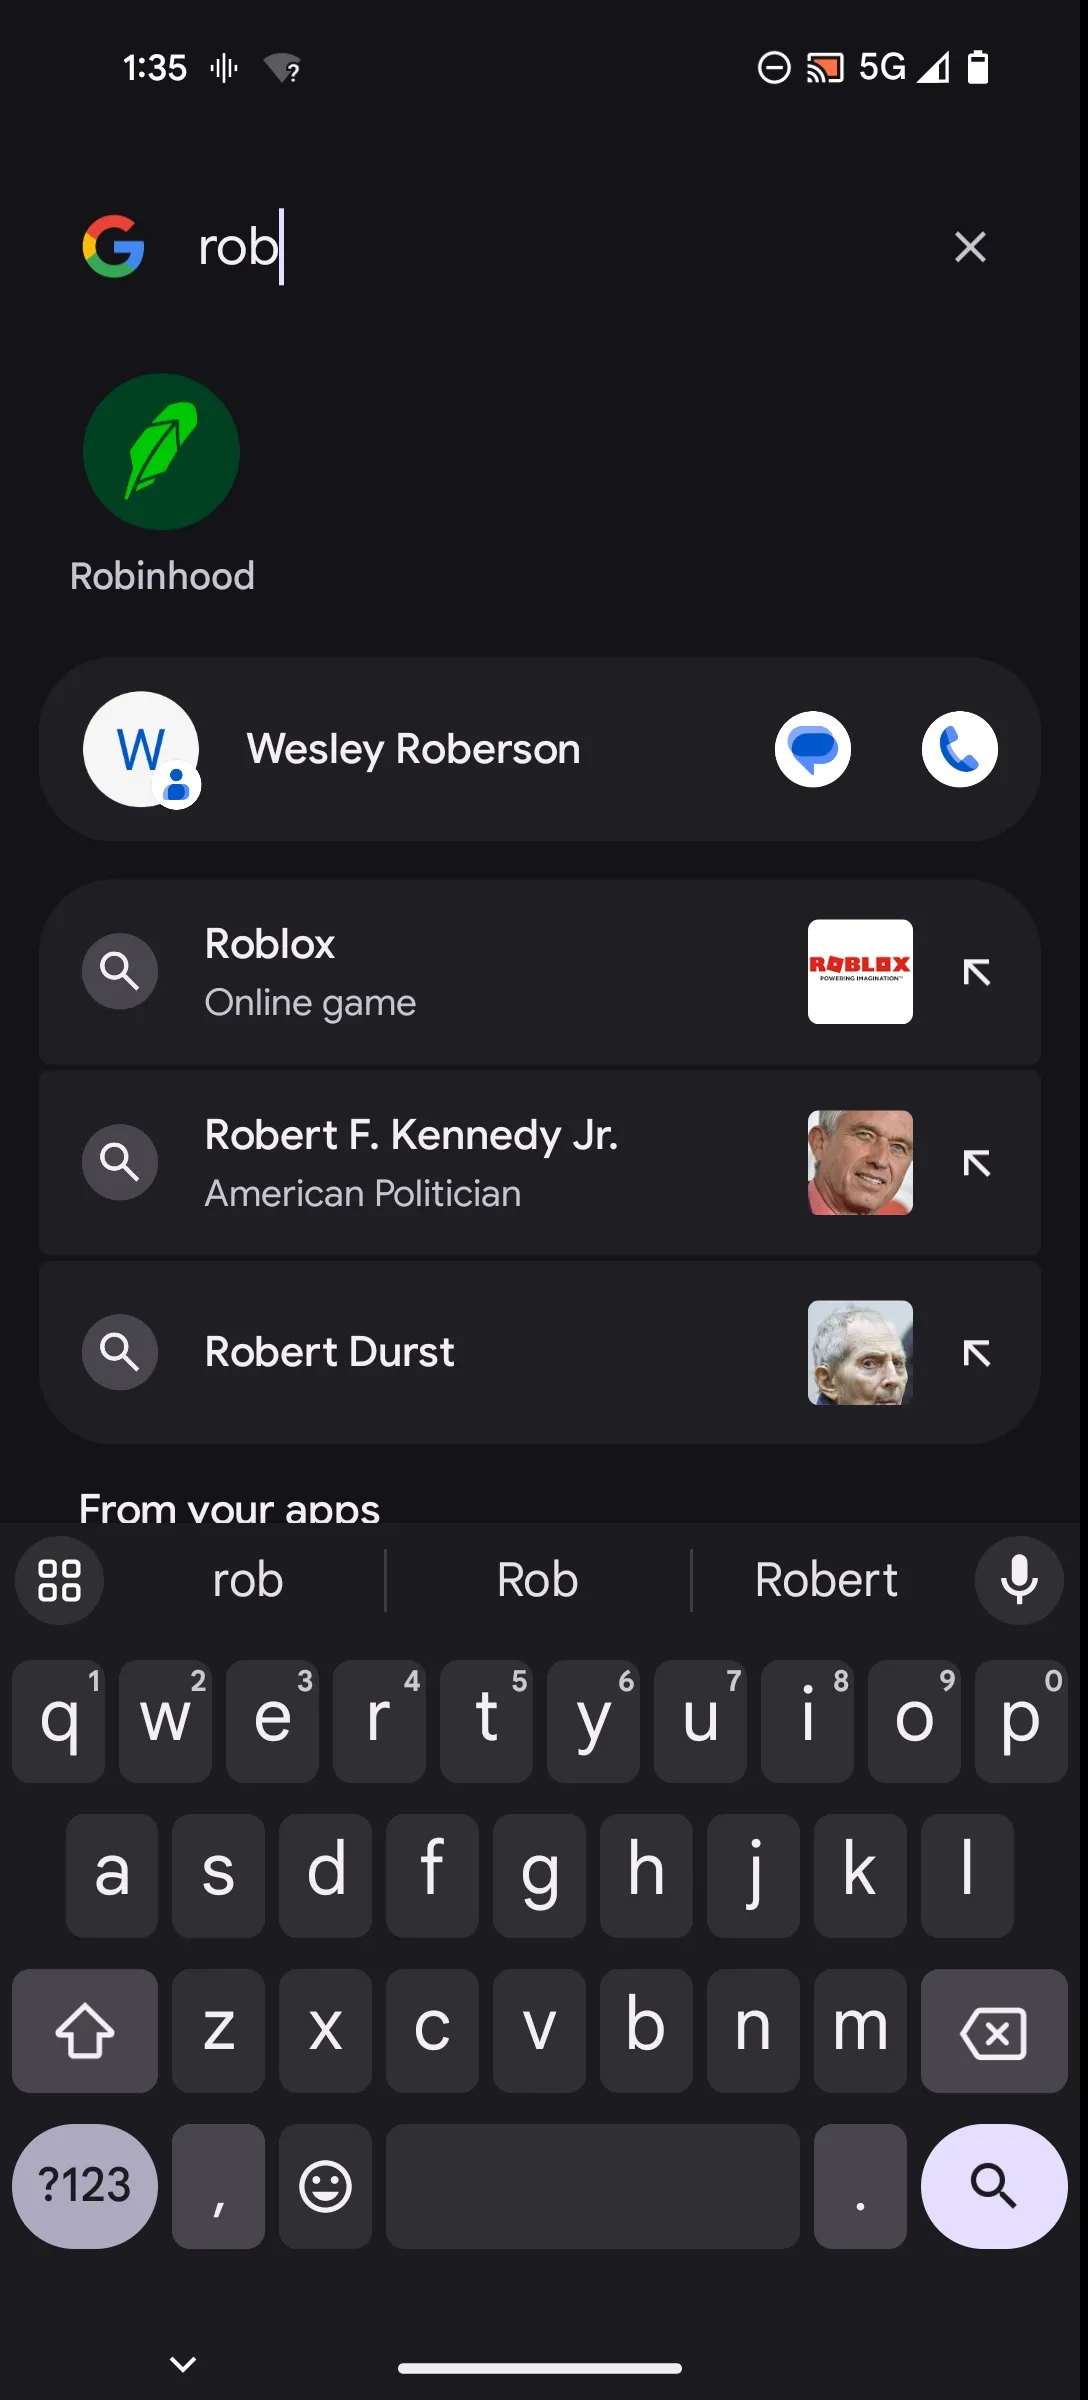 1:35
5G
rob
Robinhood
W
Wesley Roberson
Roblox
Online game
ROBLOX
POWERING IMAGINATION™
Robert F. Kennedy Jr.
American Politician
Robert Durst
From your apps
rob
Rob
Robert
q1 w2 e3 r4 t5 y6 u7 i8 o9 p0
a s d f g h j k l
z x c v b n m
?123 , .